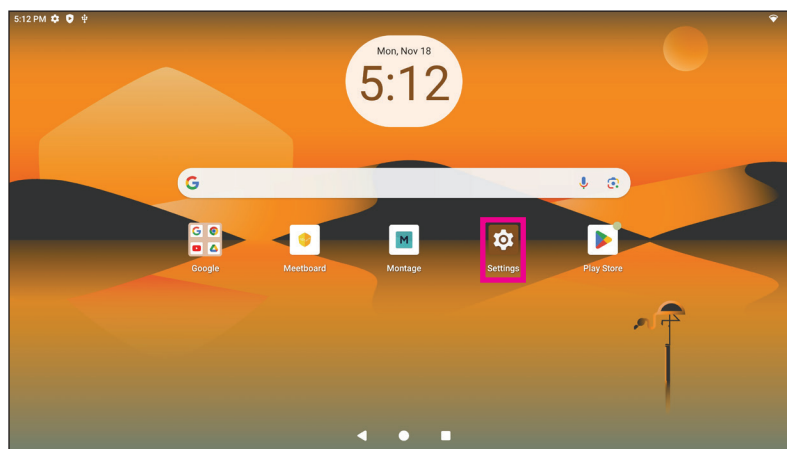 5:12 PM
Mon, Nov 18
5:12
G
M
Google
Meetboard
Montage
Settings
Play Store